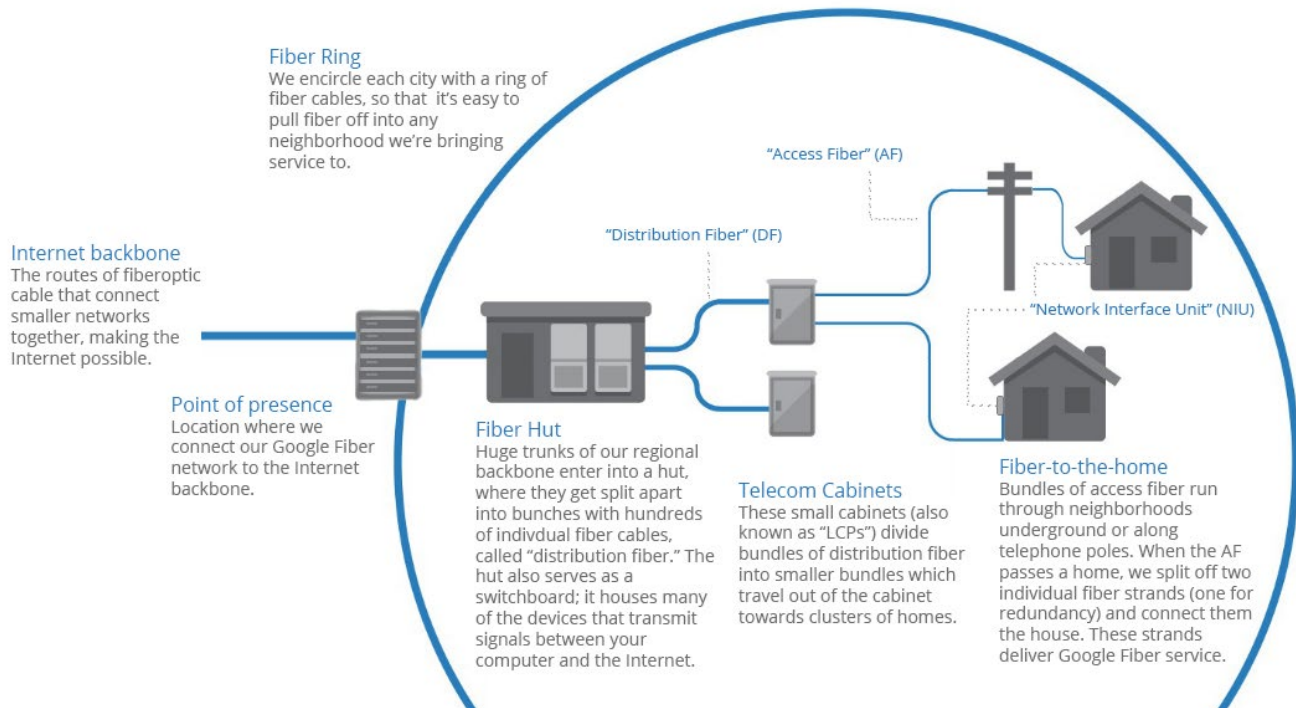 Fiber Ring
We encircle each city with a ring of
fiber cables, so that it's easy to
pull fiber off into any
neighborhood we're bringing
service to.
"Access Fiber" (AF)
"Distribution Fiber" (DF)
Internet backbone
The routes of fiberoptic
cable that connect
smaller networks
together, making the
Internet possible.
"Network Interface Unit" (NIU)
Point of presence
Location where we
connect our Google Fiber
network to the Internet
backbone.
Fiber Hut
Huge trunks of our regional
backbone enter into a hut,
where they get split apart
into bunches with hundreds
of indivdual fiber cables,
called "distribution fiber." The
hut also serves as a
switchboard; it houses many
of the devices that transmit
signals between your
computer and the Internet.
Telecom Cabinets
These small cabinets (also
known as "LCPs") divide
bundles of distribution fiber
into smaller bundles which
travel out of the cabinet
towards clusters of homes.
Fiber-to-the-home
Bundles of access fiber run
through neighborhoods
underground or along
telephone poles. When the AF
passes a home, we split off two
individual fiber strands (one for
redundancy) and connect them
the house. These strands
deliver Google Fiber service.